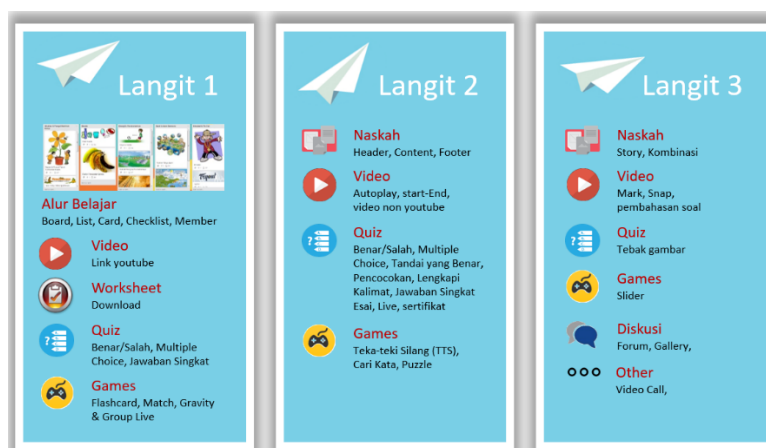 Langit 1
Alur Belajar
Board, List, Card, Checklist, Member
Video
Link youtube
Worksheet
Download
Quiz
Benar/Salah, Multiple
Choice, Jawaban Singkat
Games
Flashcard, Match, Gravity
& Group Live
Langit 2
Naskah
Header, Content, Footer
Video
Autoplay, start-End,
video non youtube
Quiz
Benar/Salah, Multiple
Choice, Tandai yang Benar,
Pencocokan, Lengkapi
Kalimat, Jawaban Singkat
Esai, Live, sertifikat
Games
Teka-teki Silang (TTS),
Cari Kata, Puzzle
Langit 3
Naskah
Story, Kombinasi
Video
Mark, Snap,
pembahasan soal
Quiz
Tebak gambar
Games
Slider
Diskusi
Forum, Gallery,
Other
Video Call,